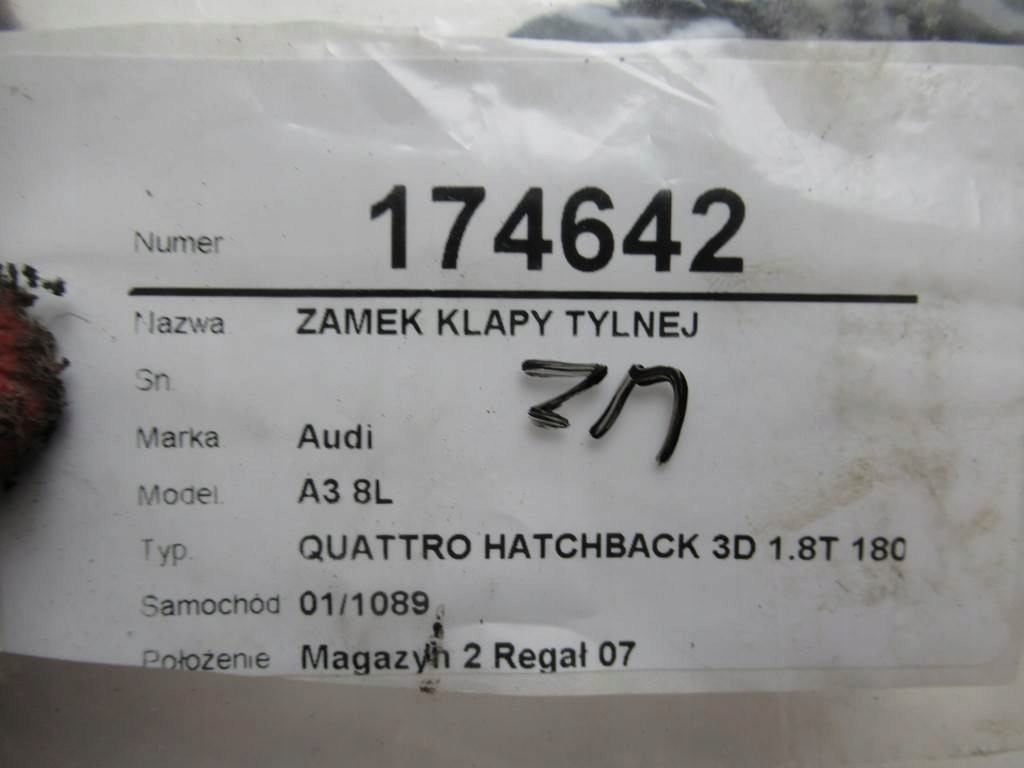 Numer 174642
Nazwa ZAMEK KLAPY TYLNEJ
Sn.
Marka Audi
Model. A3 8L
Typ. QUATTRO HATCHBACK 3D 1.8T 180
Samochód 01/1089
Położenie Magazyn 2 Regał 07